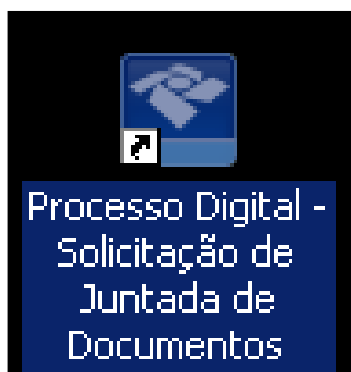 Processo Digital -
Solicitação de
Juntada de
Documentos